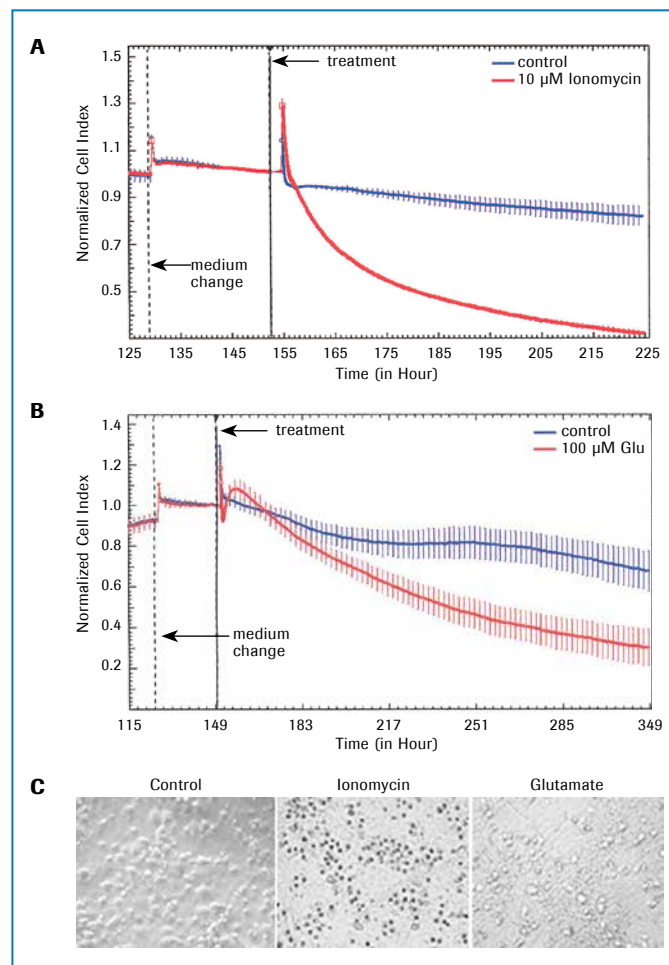 A
1.5
1.3
1.1
0.9
0.7
0.5
Normalized Cell Index
treatment
control
10 µM Ionomycin
medium
change
125 135 145 155 165 175 185 195 205 215 225
Time (in Hour)
B
1.4
1.2
1.0
0.8
0.6
0.4
0.2
Normalized Cell Index
treatment
control
100 µM Glu
medium
change
115 149 183 217 251 285 349
Time (in Hour)
C
Control Ionomycin Glutamate